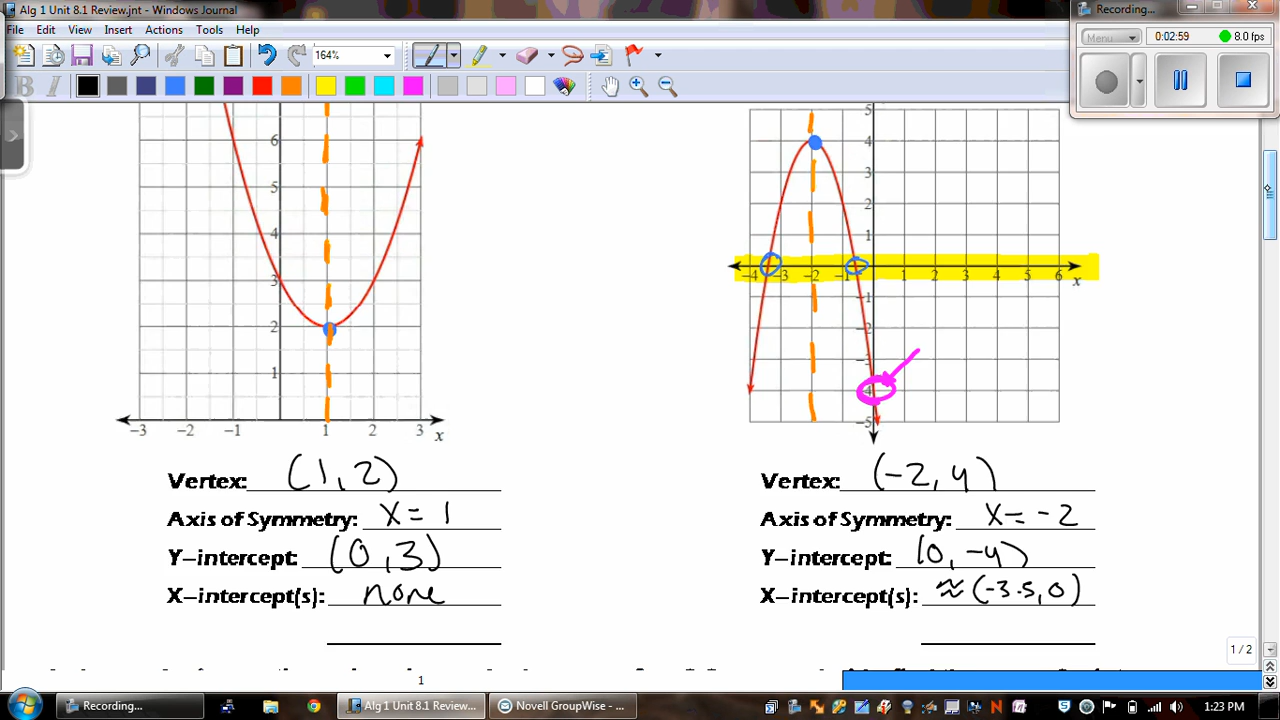 Alg 1 Unit 8.1 Review.jnt - Windows Journal
Recording...
File Edit View Insert Actions Tools Help
Menu 00:02:59 8.0 fps
164%
B I
6
5
4
3
2
1
-3 -2 -1 1 2 3 x
5
4
3
2
1
-4 -3 -2 -1 1 2 3 4 5 6 x
-1
-2
-3
-4
-5
Vertex: (1, 2)
Axis of Symmetry: x = 1
Y-intercept: (0, 3)
X-intercept(s): none
Vertex: (-2, 4)
Axis of Symmetry: x = -2
Y-intercept: (0, -4)
X-intercept(s): ≈ (-3.5, 0)
1 / 2
1
Recording...
Alg 1 Unit 8.1 Revie...
Novell GroupWise - ...
1:23 PM